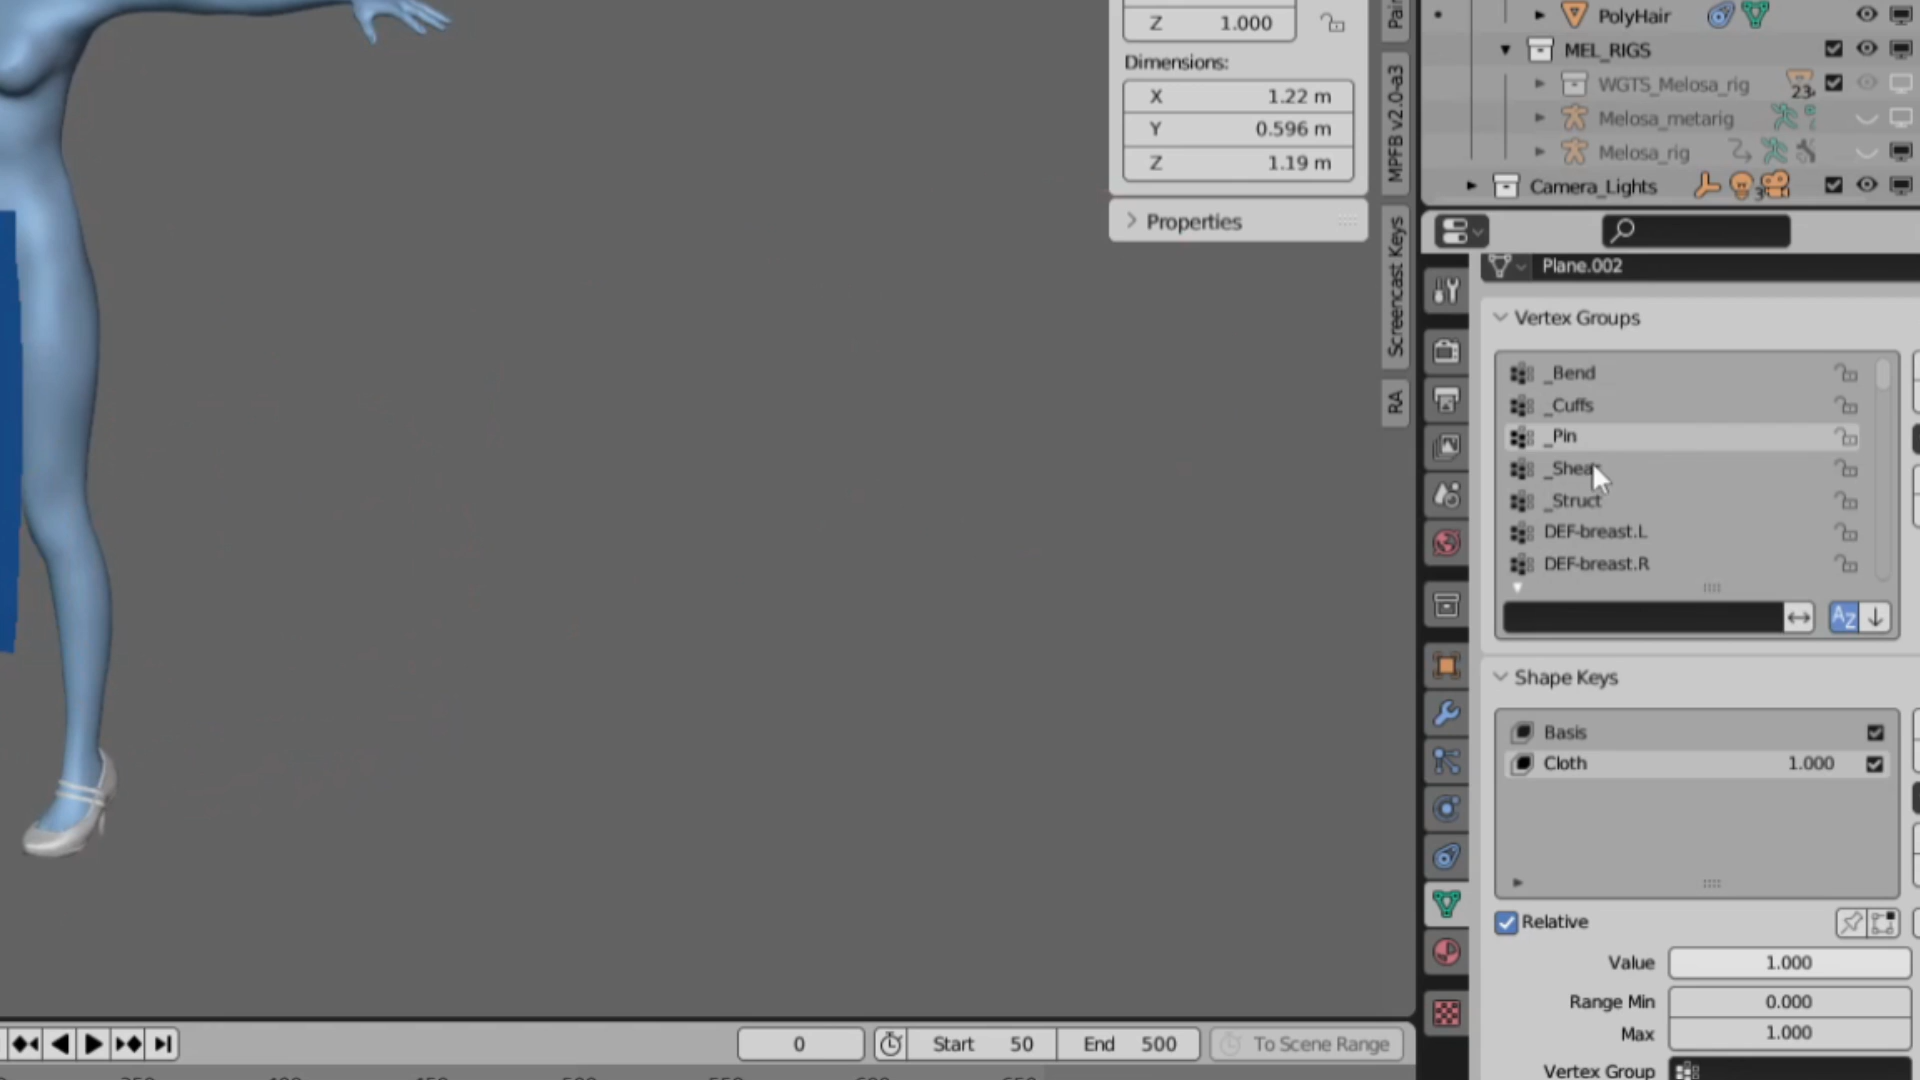 Z 1.000
Dimensions:
X 1.22 m
Y 0.596 m
Z 1.19 m
Properties
MPFB v2.0-a3
Screencast Keys
RA
PolyHair
MEL_RIGS
WGTS_Melosa_rig
23
Melosa_metarig
Melosa_rig
Camera_Lights 3
Plane.002
Vertex Groups
_Bend
_Cuffs
_Pin
_Shear
_Struct
DEF-breast.L
DEF-breast.R
AZ
Shape Keys
Basis
Cloth 1.000
Relative
Value 1.000
Range Min 0.000
Max 1.000
Vertex Group
0 Start 50 End 500 To Scene Range